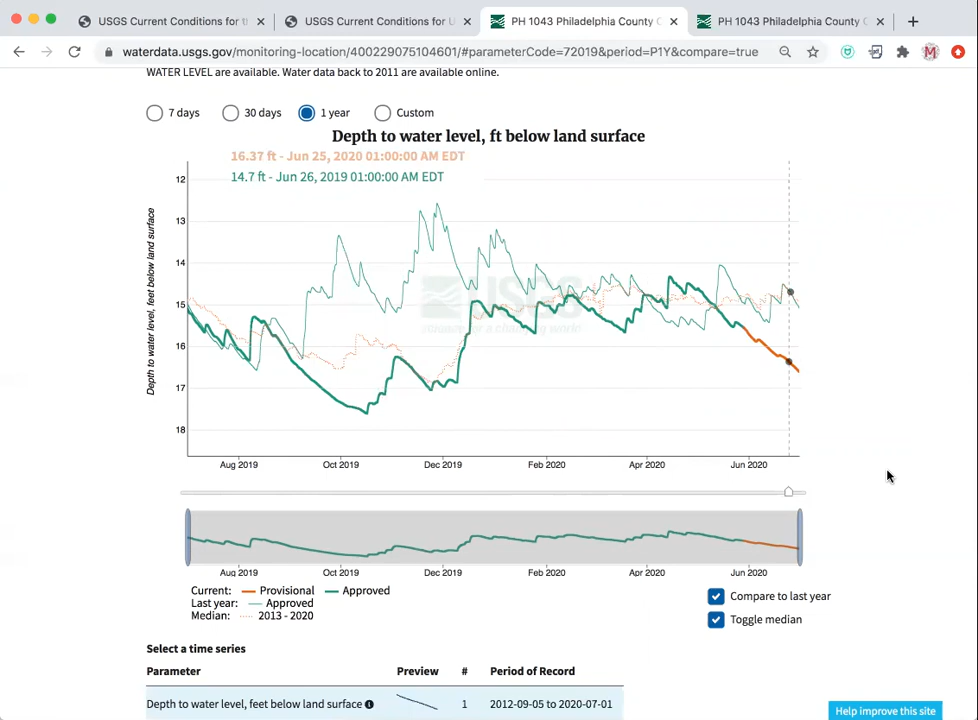 USGS Current Conditions for t
USGS Current Conditions for U
PH 1043 Philadelphia County C
PH 1043 Philadelphia County C
waterdata.usgs.gov/monitoring-location/400229075104601/#parameterCode=72019&period=P1Y&compare=true
M
WATER LEVEL are available. Water data back to 2011 are available online.
7 days 30 days 1 year Custom
Depth to water level, ft below land surface
16.37 ft - Jun 25, 2020 01:00:00 AM EDT
14.7 ft - Jun 26, 2019 01:00:00 AM EDT
Depth to water level, feet below land surface
12
13
14
15
16
17
18
USGS
science for a changing world
Aug 2019 Oct 2019 Dec 2019 Feb 2020 Apr 2020 Jun 2020
Aug 2019 Oct 2019 Dec 2019 Feb 2020 Apr 2020 Jun 2020
Current: Provisional Approved
Last year: Approved
Median: 2013 - 2020
Compare to last year
Toggle median
Select a time series
Parameter Preview # Period of Record
Depth to water level, feet below land surface 1 2012-09-05 to 2020-07-01
Help improve this site